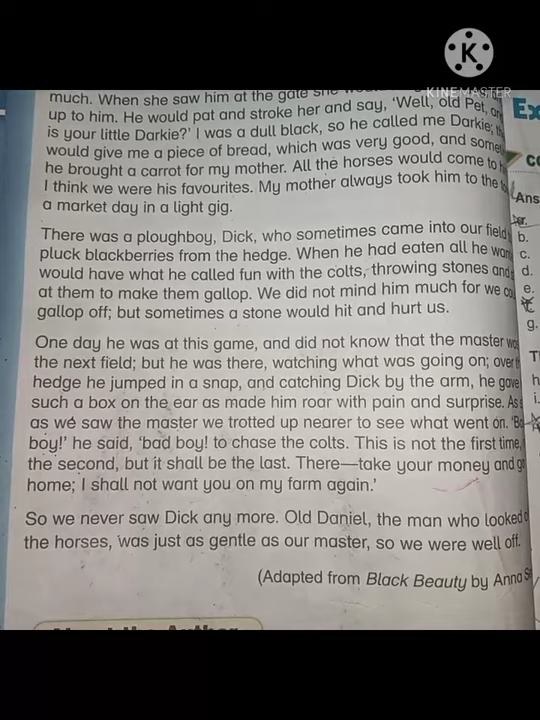 K
KINEMASTER
much. When she saw him at the gate she
up to him. He would pat and stroke her and say, 'Well, old Pet,
is your little Darkie?' I was a dull black, so he called me Darkie;
would give me a piece of bread, which was very good, and
he brought a carrot for my mother. All the horses would come to
I think we were his favourites. My mother always took him to the
a market day in a light gig.
There was a ploughboy, Dick, who sometimes came into our field
pluck blackberries from the hedge. When he had eaten all he
would have what he called fun with the colts, throwing stones and
at them to make them gallop. We did not mind him much for we
gallop off; but sometimes a stone would hit and hurt us.
One day he was at this game, and did not know that the master
the next field; but he was there, watching what was going on; over
hedge he jumped in a snap, and catching Dick by the arm, he gave
such a box on the ear as made him roar with pain and surprise. As
as we saw the master we trotted up nearer to see what went on.
boy!' he said, 'bad boy! to chase the colts. This is not the first time,
the second, but it shall be the last. There—take your money and go
home; I shall not want you on my farm again.'
So we never saw Dick any more. Old Daniel, the man who looked
the horses, was just as gentle as our master, so we were well off.
(Adapted from Black Beauty by Anna
Ex
Ans
b.
c.
d.
e.
g.
h
i.